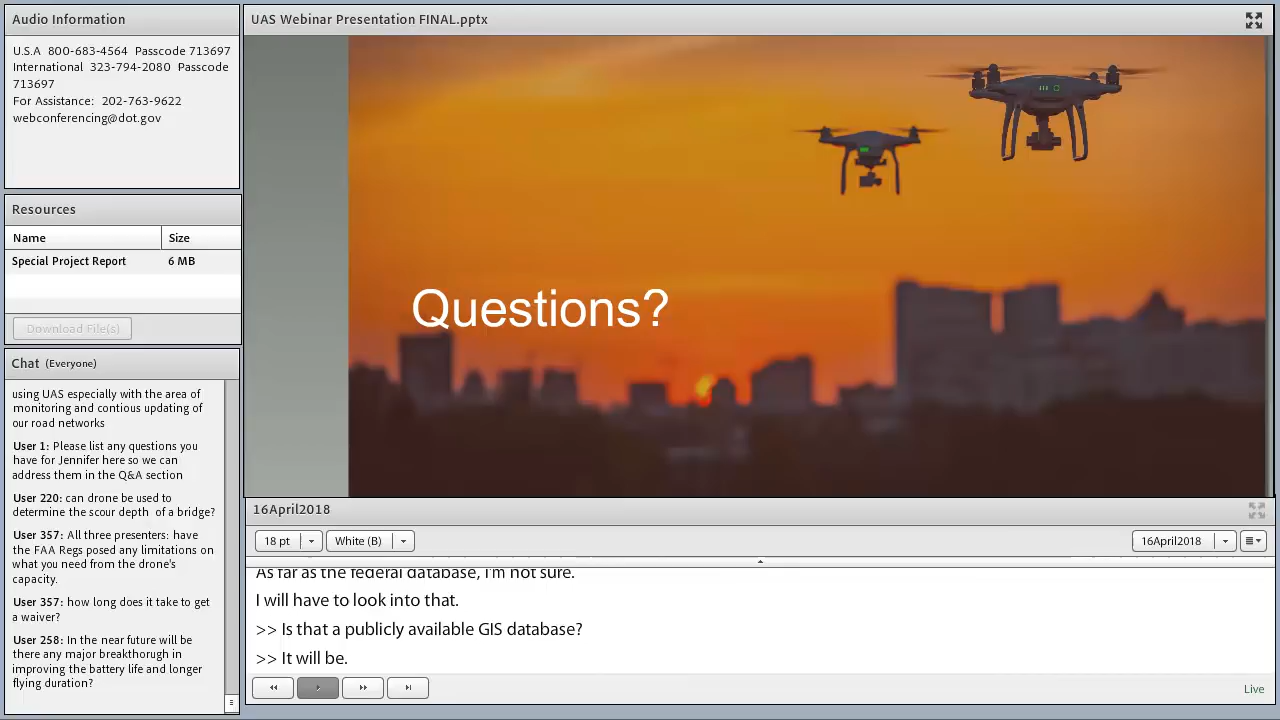 Audio Information
U.S.A 800-683-4564 Passcode 713697
International 323-794-2080 Passcode
713697
For Assistance: 202-763-9622
webconferencing@dot.gov
Resources
Name Size
Special Project Report 6 MB
Download File(s)
Chat (Everyone)
using UAS especially with the area of
monitoring and contious updating of
our road networks
User 1: Please list any questions you
have for Jennifer here so we can
address them in the Q&A section
User 220: can drone be used to
determine the scour depth of a bridge?
User 357: All three presenters: have
the FAA Regs posed any limitations on
what you need from the drone's
capacity.
User 357: how long does it take to get
a waiver?
User 258: In the near future will be
there any major breakthorugh in
improving the battery life and longer
flying duration?
UAS Webinar Presentation FINAL.pptx
Questions?
16April2018
18 pt White (B) 16April2018
As far as the federal database, I'm not sure.
I will have to look into that.
>> Is that a publicly available GIS database?
>> It will be.
Live